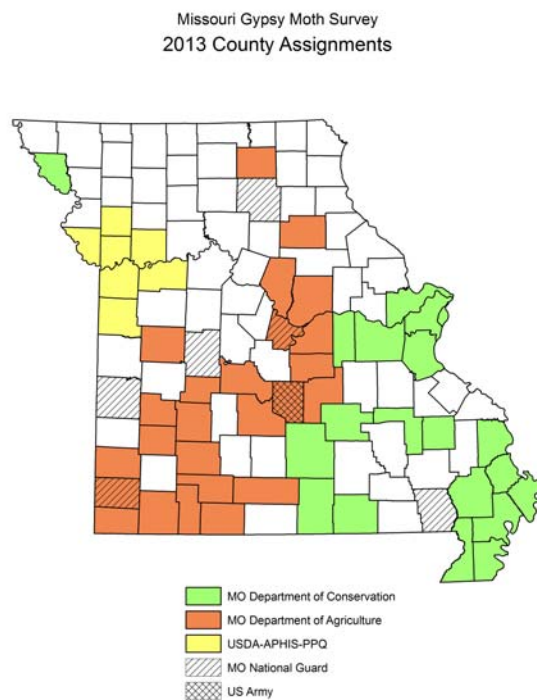 Missouri Gypsy Moth Survey
2013 County Assignments
MO Department of Conservation
MO Department of Agriculture
USDA-APHIS-PPQ
MO National Guard
US Army